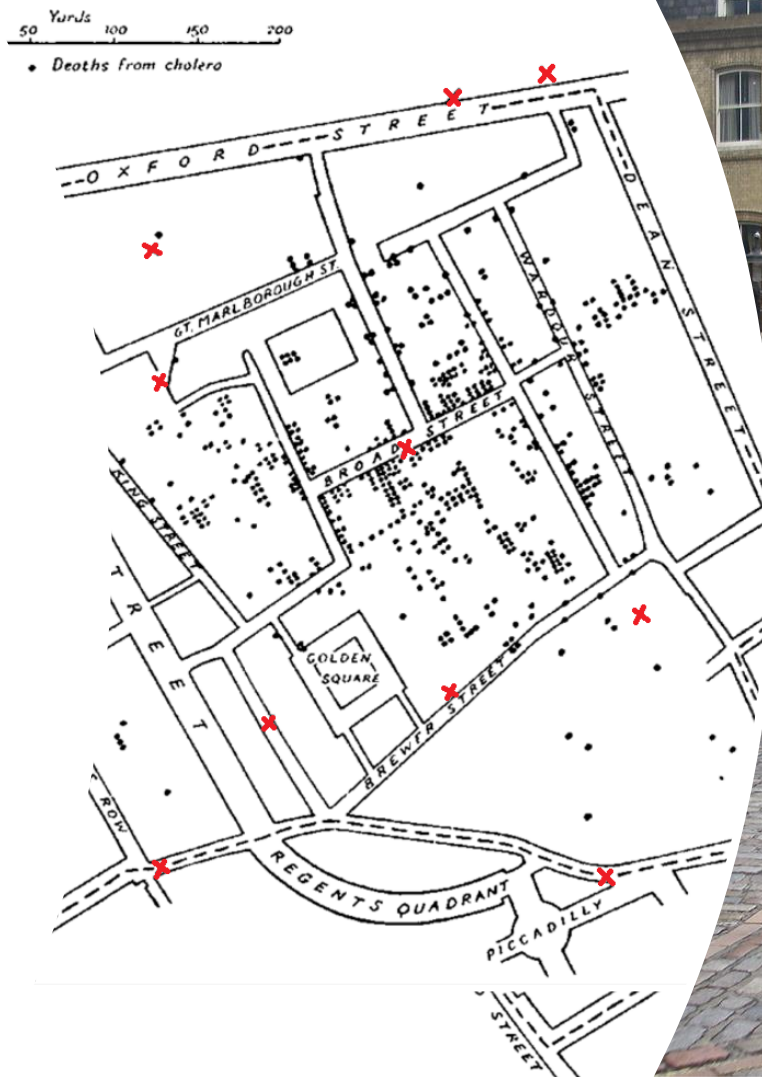 Yards
50 100 150 200
Deaths from cholera
OXFORD STREET
DEAN STREET
GT. MARLBOROUGH ST.
WARDOUR STREET
BROAD STREET
KING STREET
STREET
GOLDEN
SQUARE
BREWER STREET
ROW
REGENTS QUADRANT
PICCADILLY
STREET